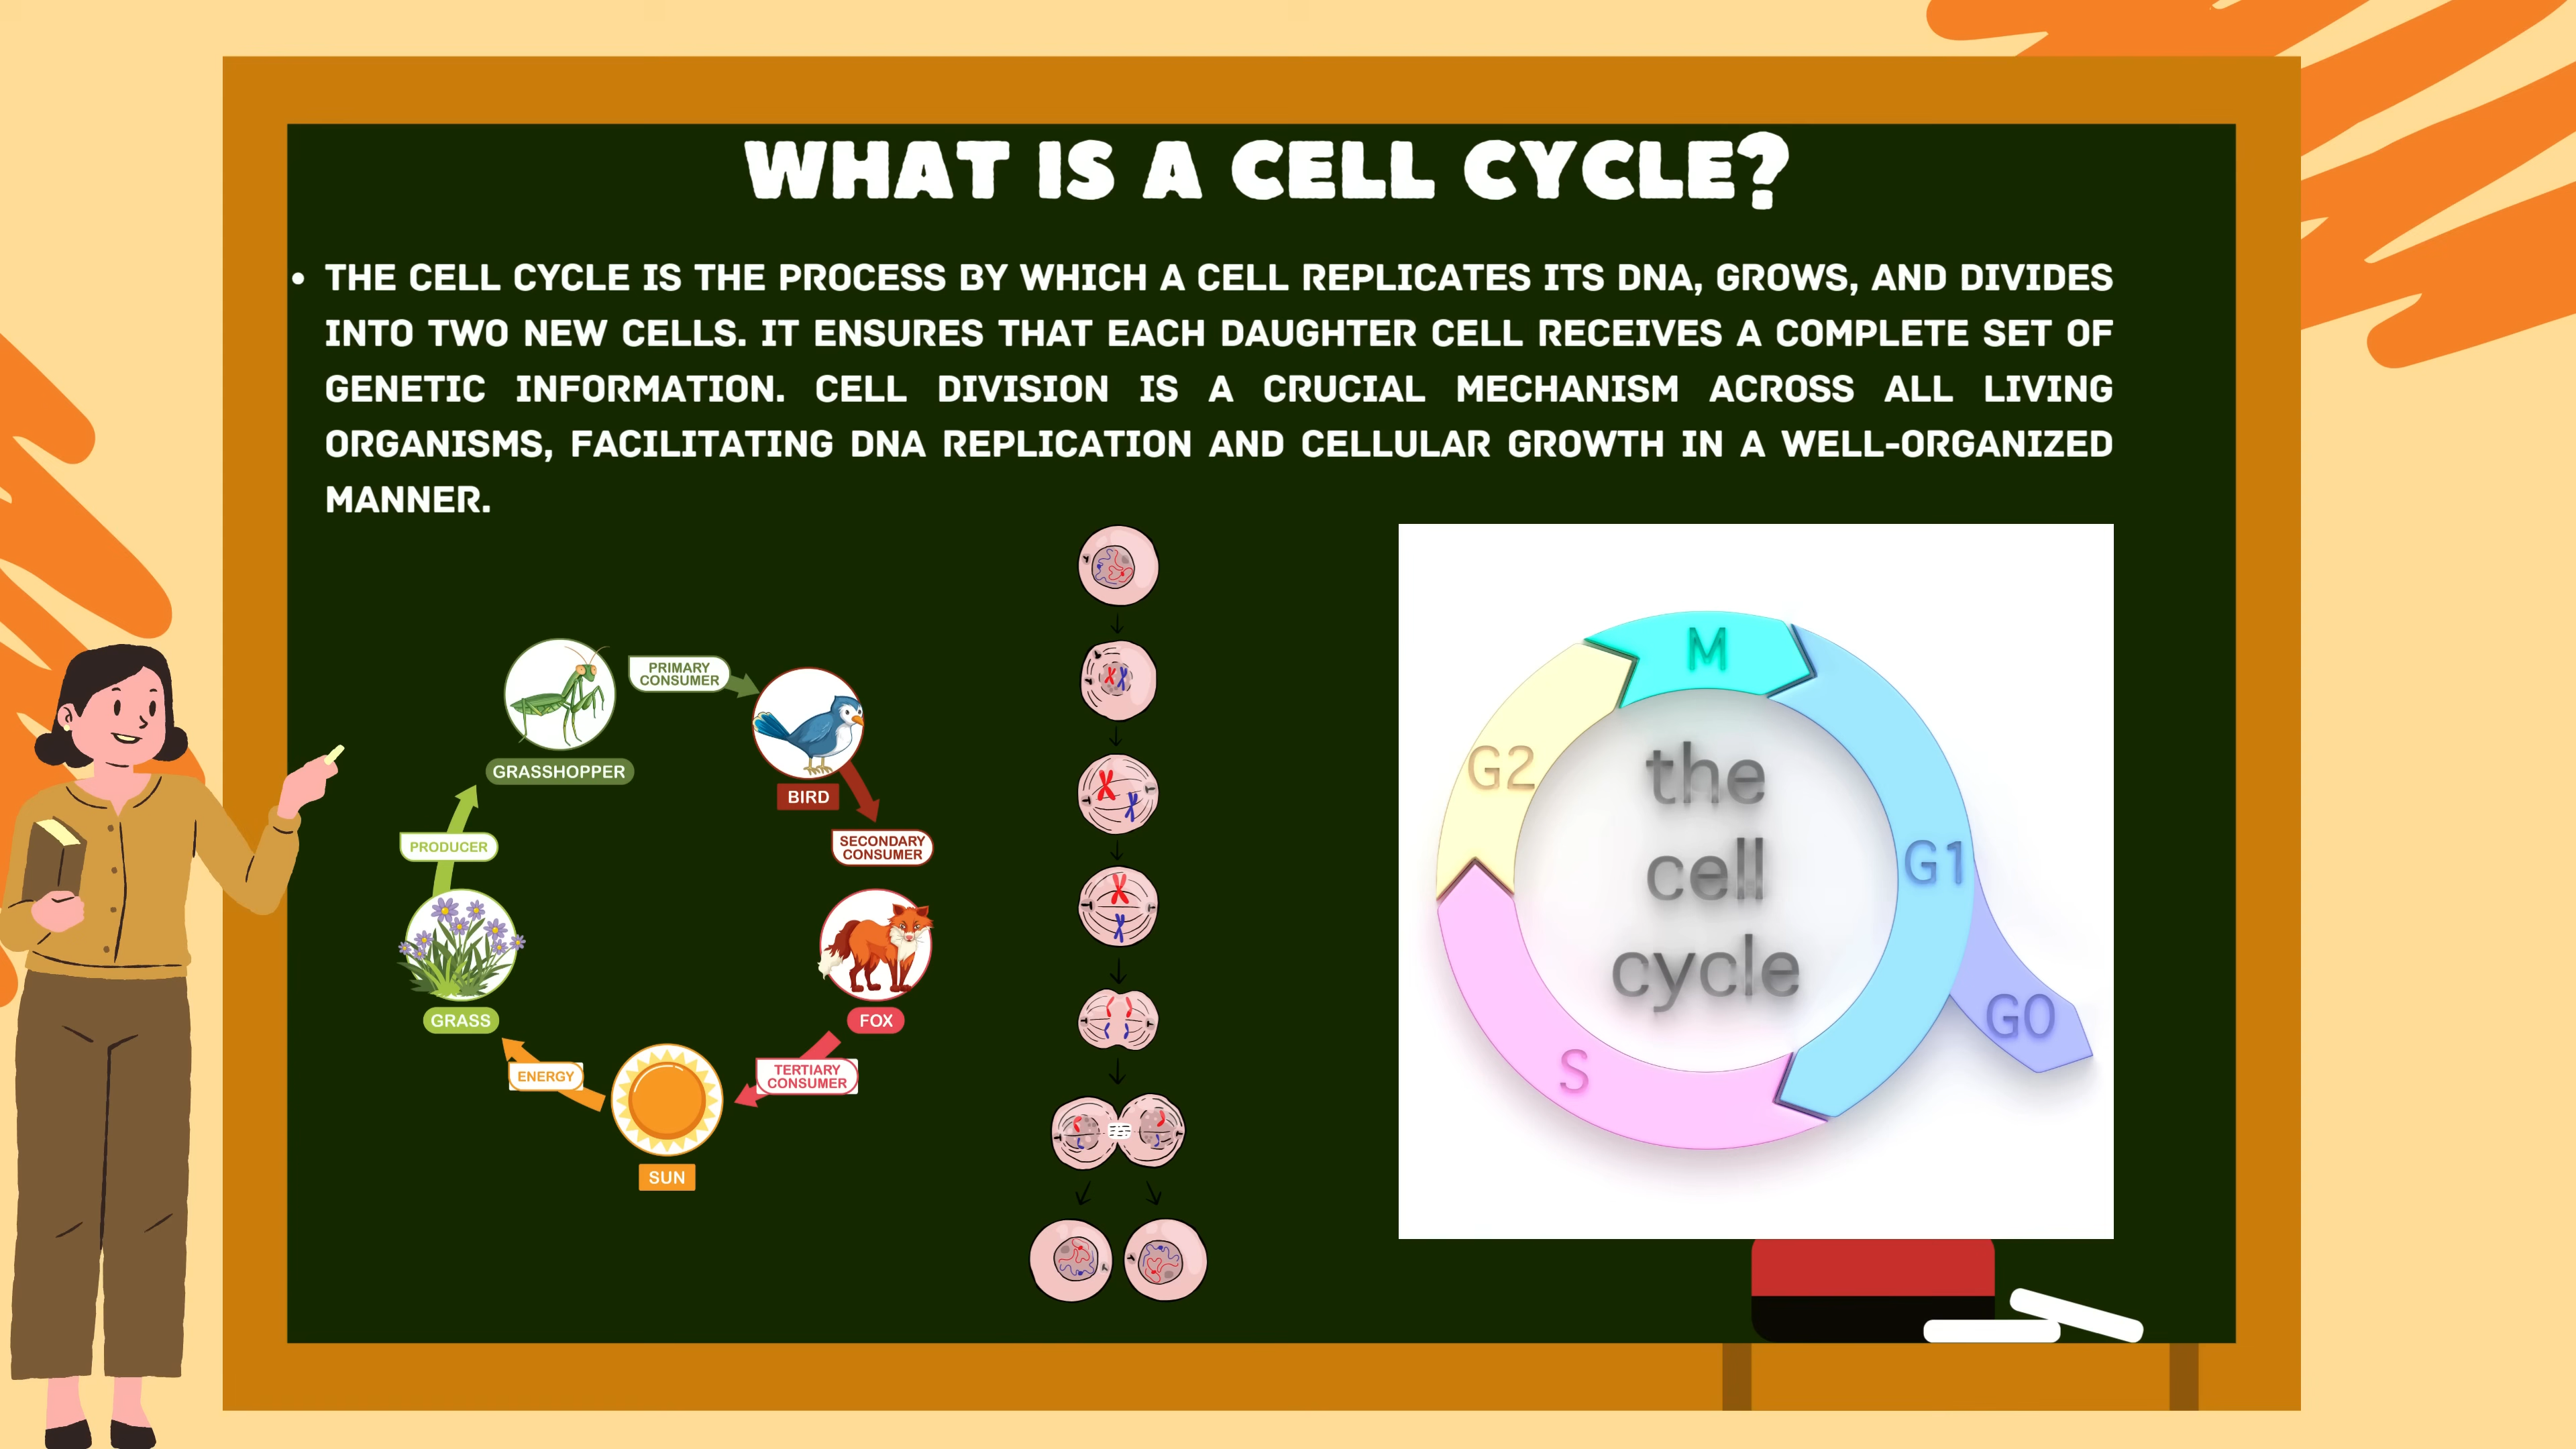 WHAT IS A CELL CYCLE?
• THE CELL CYCLE IS THE PROCESS BY WHICH A CELL REPLICATES ITS DNA, GROWS, AND DIVIDES
INTO TWO NEW CELLS. IT ENSURES THAT EACH DAUGHTER CELL RECEIVES A COMPLETE SET OF
GENETIC INFORMATION. CELL DIVISION IS A CRUCIAL MECHANISM ACROSS ALL LIVING
ORGANISMS, FACILITATING DNA REPLICATION AND CELLULAR GROWTH IN A WELL-ORGANIZED
MANNER.
PRIMARY
CONSUMER
GRASSHOPPER
BIRD
PRODUCER
SECONDARY
CONSUMER
GRASS
FOX
ENERGY
TERTIARY
CONSUMER
SUN
M
G2
the
cell
cycle
G1
G0
S